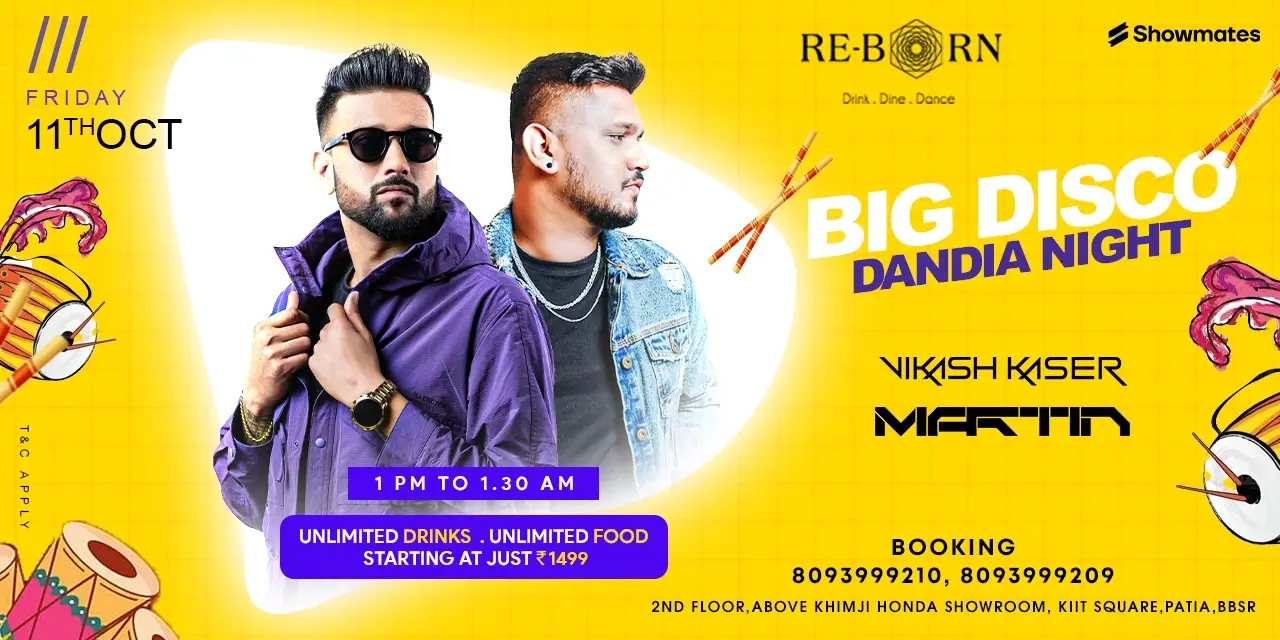 FRIDAY
11THOCT
RE-BORN
Drink . Dine . Dance
Showmates
BIG DISCO
DANDIA NIGHT
VIKASH KASER
MARTIN
1 PM TO 1.30 AM
UNLIMITED DRINKS . UNLIMITED FOOD
STARTING AT JUST ₹1499
T&C APPLY
BOOKING
8093999210, 8093999209
2ND FLOOR,ABOVE KHIMJI HONDA SHOWROOM, KIIT SQUARE,PATIA,BBSR